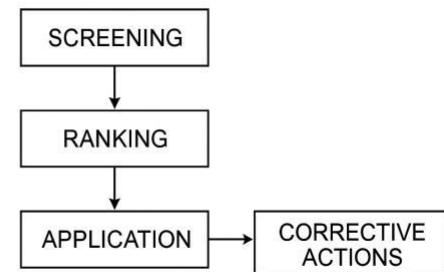 SCREENING
RANKING
APPLICATION
CORRECTIVE
ACTIONS